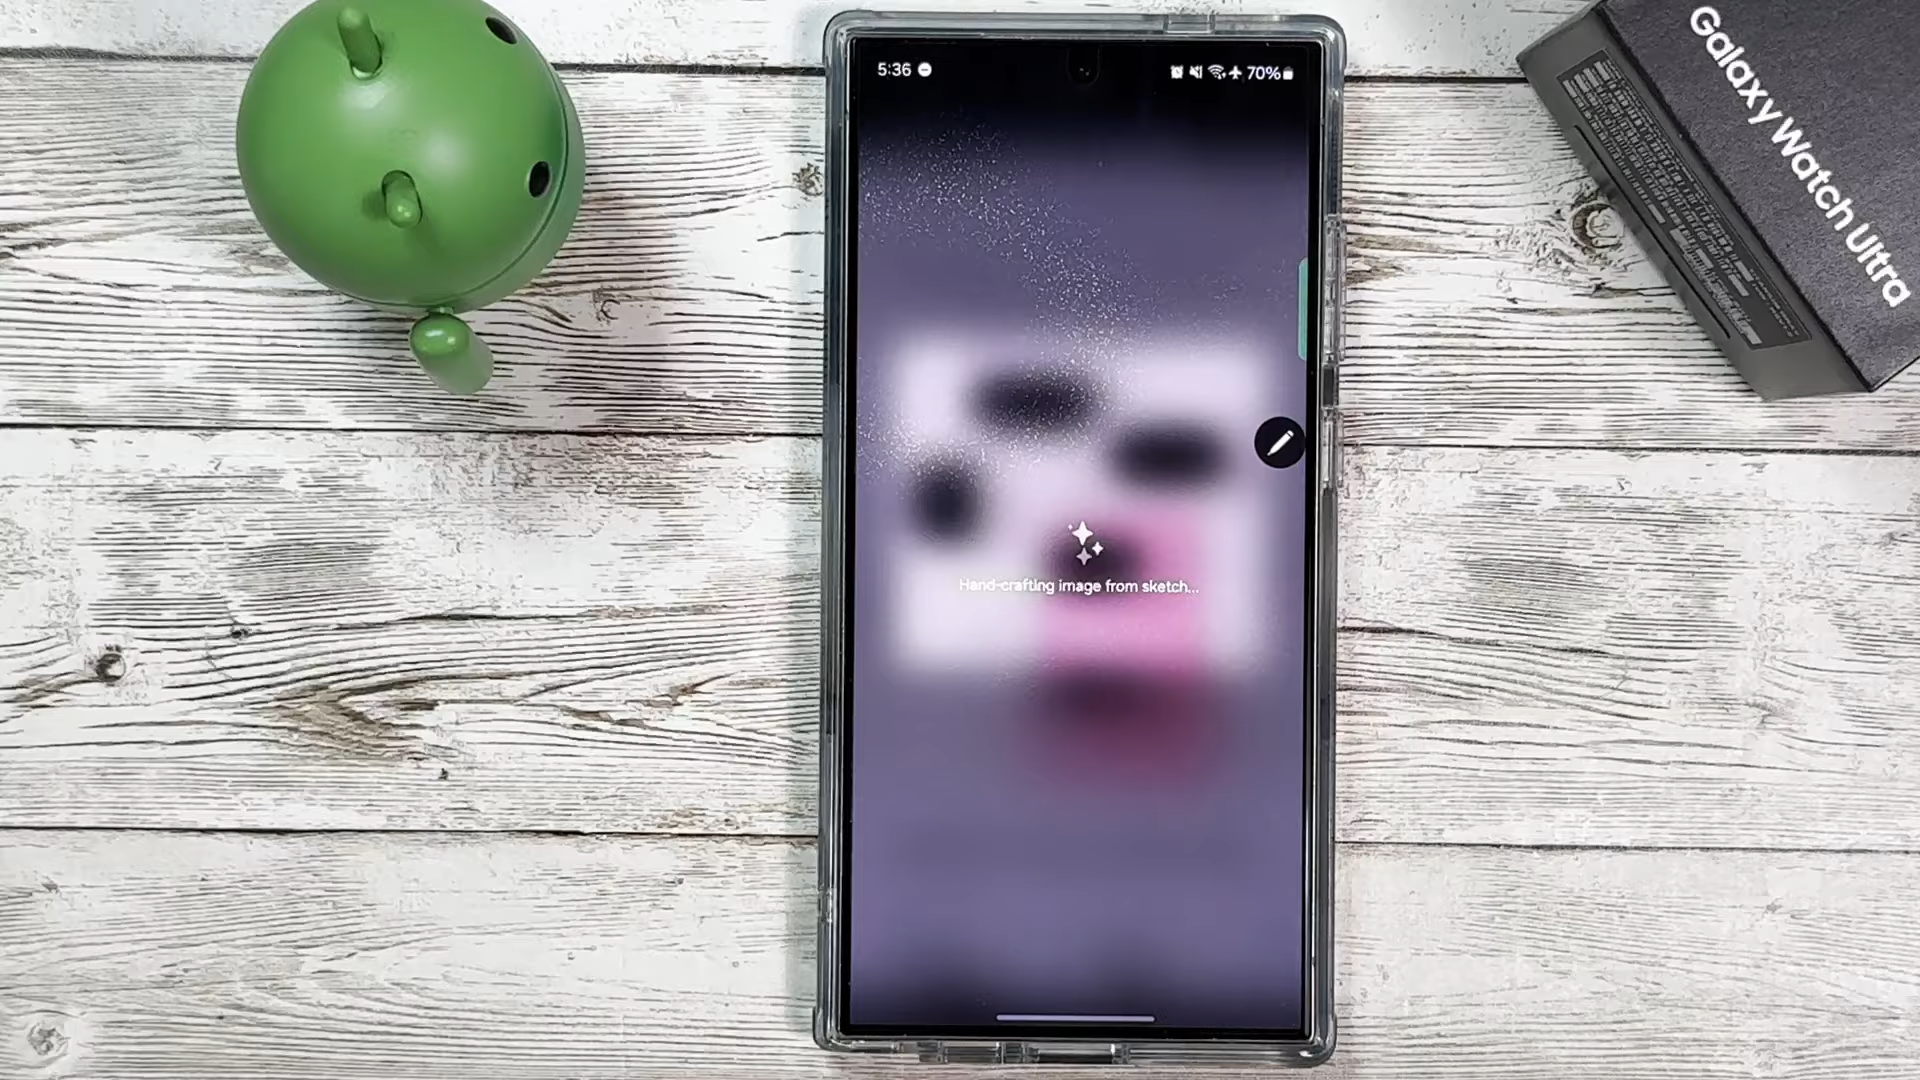 5:36
70%
Hand-crafting image from sketch...
Galaxy Watch Ultra